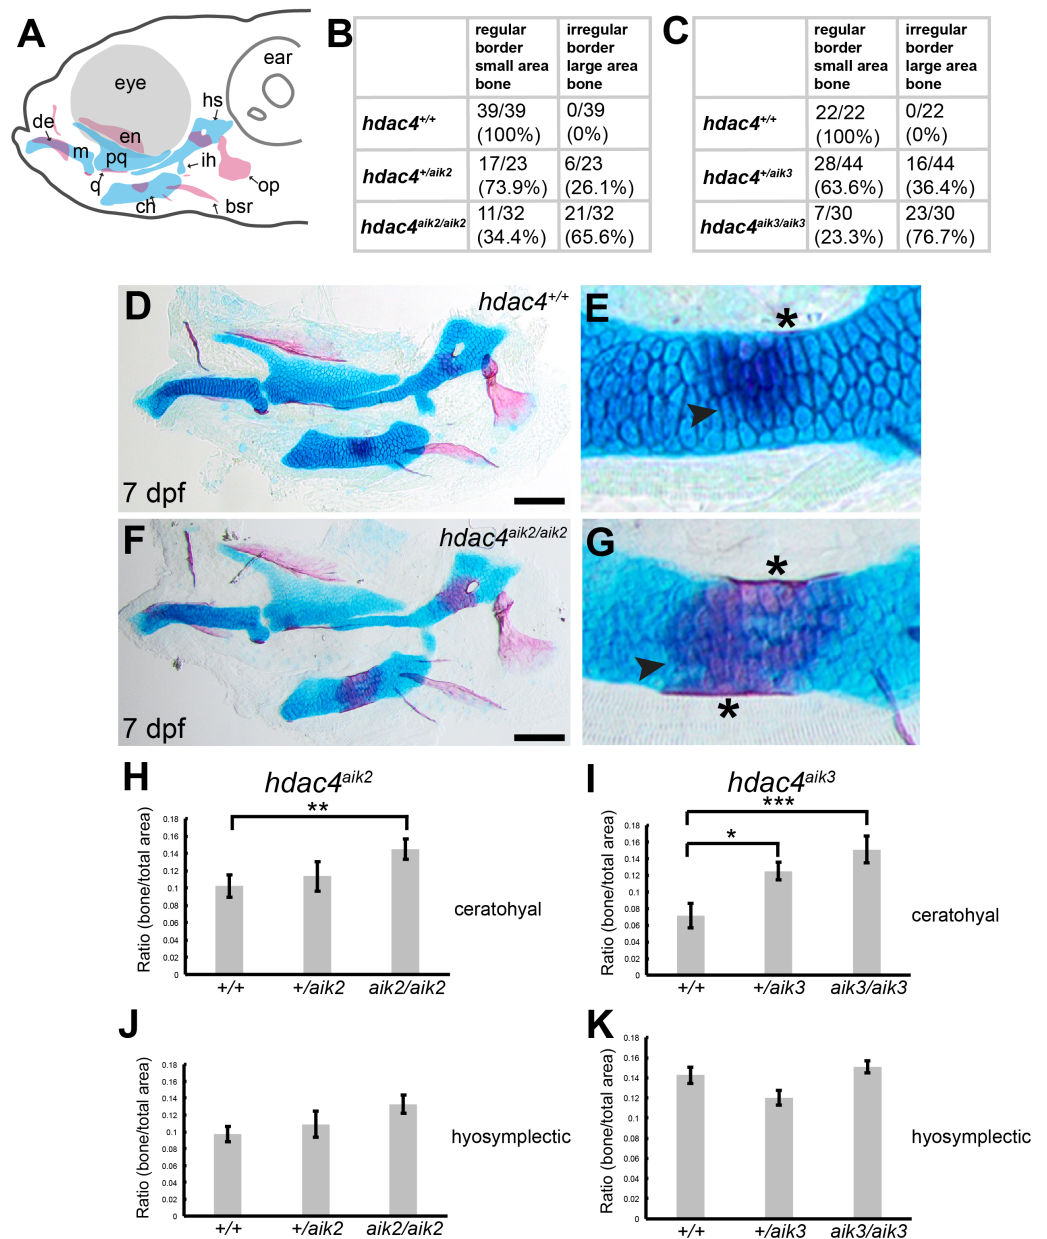 A
eye
ear
hs
de
en
m
pq
ih
q
op
ch
bsr
B
regular border small area bone
irregular border large area bone
hdac4+/+
39/39 (100%)
0/39 (0%)
hdac4+/aik2
17/23 (73.9%)
6/23 (26.1%)
hdac4aik2/aik2
11/32 (34.4%)
21/32 (65.6%)
C
regular border small area bone
irregular border large area bone
hdac4+/+
22/22 (100%)
0/22 (0%)
hdac4+/aik3
28/44 (63.6%)
16/44 (36.4%)
hdac4aik3/aik3
7/30 (23.3%)
23/30 (76.7%)
D
hdac4+/+
7 dpf
E
*
F
hdac4aik2/aik2
7 dpf
G
*
*
H
hdac4aik2
**
Ratio (bone/total area)
0.18
0.16
0.14
0.12
0.1
0.08
0.06
0.04
0.02
0
+/+
+/aik2
aik2/aik2
ceratohyal
I
hdac4aik3
***
*
Ratio (bone/total area)
0.18
0.16
0.14
0.12
0.1
0.08
0.06
0.04
0.02
0
+/+
+/aik3
aik3/aik3
ceratohyal
J
Ratio (bone/total area)
0.18
0.16
0.14
0.12
0.1
0.08
0.06
0.04
0.02
0
+/+
+/aik2
aik2/aik2
hyosymplectic
K
Ratio (bone/total area)
0.18
0.16
0.14
0.12
0.1
0.08
0.06
0.04
0.02
0
+/+
+/aik3
aik3/aik3
hyosymplectic